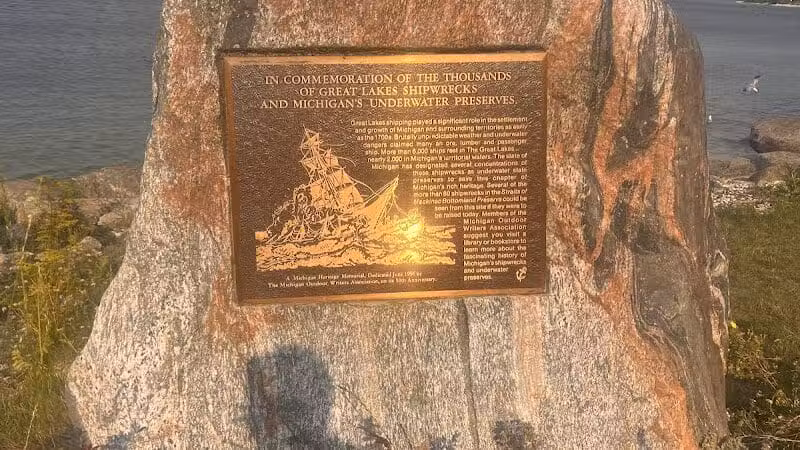 IN COMMEMORATION OF THE THOUSANDS
OF GREAT LAKES SHIPWRECKS
AND MICHIGAN'S UNDERWATER PRESERVES.
Great Lakes shipping played a significant role in the settlement
and growth of Michigan and surrounding territories as early
as the 1700s. Brutally unpredictable weather and underwater
dangers claimed many an ore, lumber and passenger
ship. More than 6,000 ships rest in The Great Lakes...
nearly 2,000 in Michigan's territorial waters. The state of
Michigan has designated several concentrations of
these shipwrecks as underwater state
preserves to save this chapter of
Michigan's rich heritage. Several of the
more than 80 shipwrecks in the Straits of
Mackinac Bottomland Preserve could be
seen from this site if they were to
be raised today. Members of the
Michigan Outdoor
Writers Association
suggest you visit a
library or bookstore to
learn more about the
fascinating history of
Michigan's shipwrecks
and underwater
preserves.
A Michigan Heritage Memorial, Dedicated June by
The Michigan Outdoor Writers Association, on its 50th Anniversary.